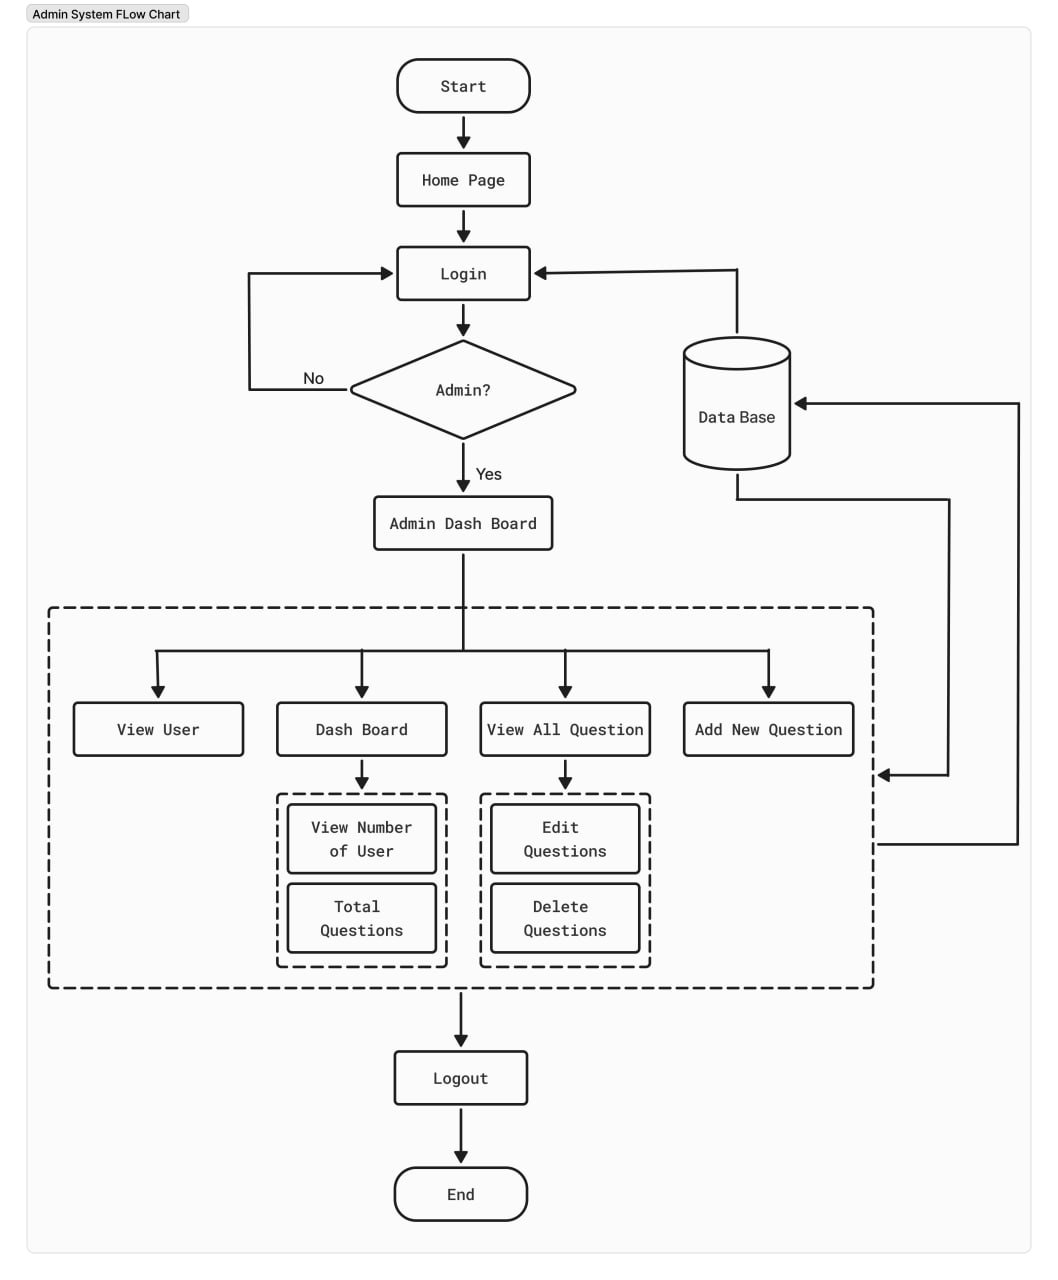 Admin System FLow Chart
Start
Home Page
Login
No
Admin?
Data Base
Yes
Admin Dash Board
View User
Dash Board
View All Question
Add New Question
View Number
of User
Edit
Questions
Total
Questions
Delete
Questions
Logout
End